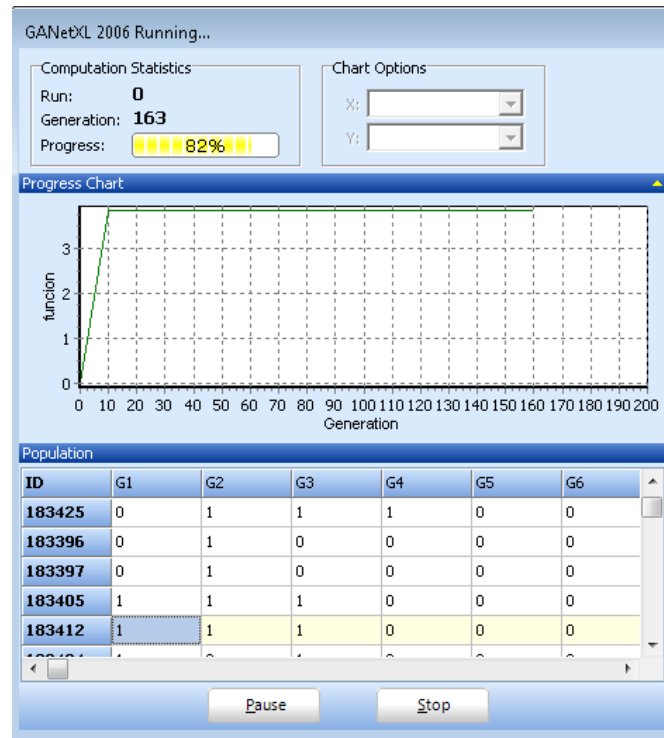 GANetXL 2006 Running...
Computation Statistics
Run: 0
Generation: 163
Progress: 82%
Chart Options
X:
Y:
Progress Chart
funcion
3
2
1
0
0 10 20 30 40 50 60 70 80 90 100 110 120 130 140 150 160 170 180 190 200
Generation
Population
ID G1 G2 G3 G4 G5 G6
183425 0 1 1 1 0 0
183396 0 1 0 0 0 0
183397 0 1 0 0 0 0
183405 1 1 1 0 0 0
183412 1 1 1 0 0 0
Pause Stop